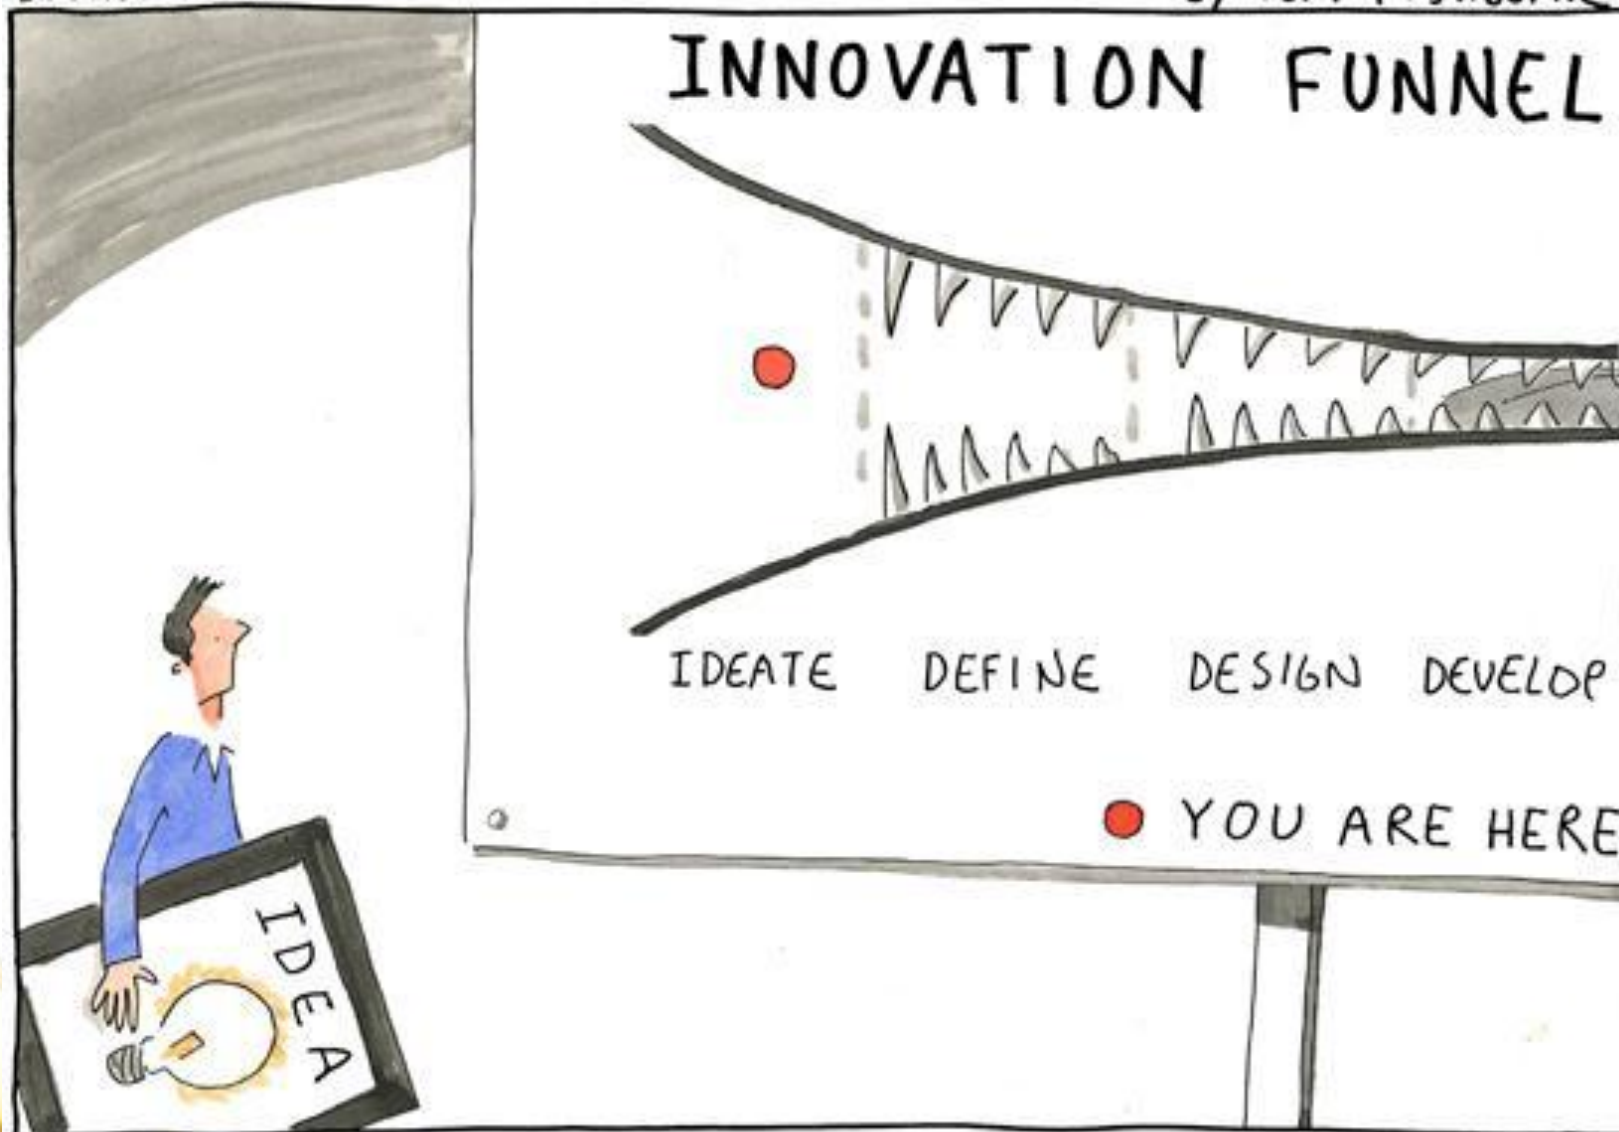 INNOVATION FUNNEL
IDEATE DEFINE DESIGN DEVELOP
YOU ARE HERE
IDEA